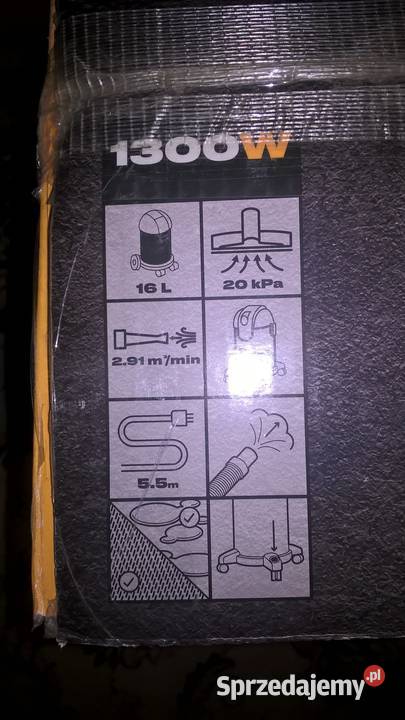 1300W
16 L
20 kPa
2.91 m³/min
5.5m
Sprzedajemy.pl